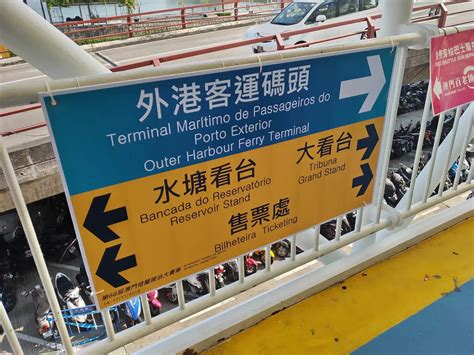 外港客運碼頭
Terminal Marítimo de Passageiros do
Porto Exterior
Outer Harbour Ferry Terminal
水塘看台
Bancada do Reservatório
Reservoir Stand
大看台
Tribuna
Grand Stand
售票處
Bilheteira Ticketing